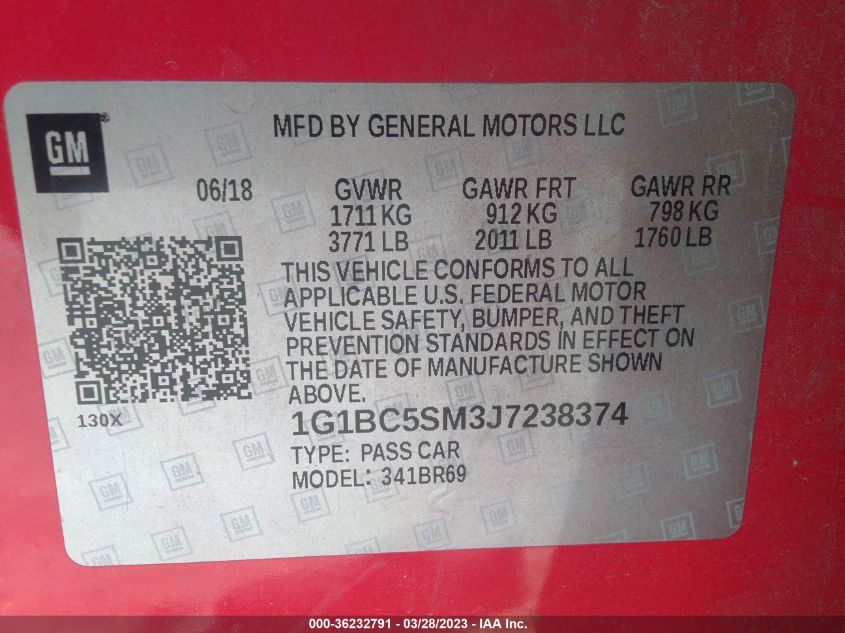 GM®
MFD BY GENERAL MOTORS LLC
06/18 GVWR GAWR FRT GAWR RR
1711 KG 912 KG 798 KG
3771 LB 2011 LB 1760 LB
THIS VEHICLE CONFORMS TO ALL
APPLICABLE U.S. FEDERAL MOTOR
VEHICLE SAFETY, BUMPER, AND THEFT
PREVENTION STANDARDS IN EFFECT ON
THE DATE OF MANUFACTURE SHOWN
ABOVE.
130X
1G1BC5SM3J7238374
TYPE: PASS CAR
MODEL: 341BR69
000-36232791 - 03/28/2023 - IAA Inc.